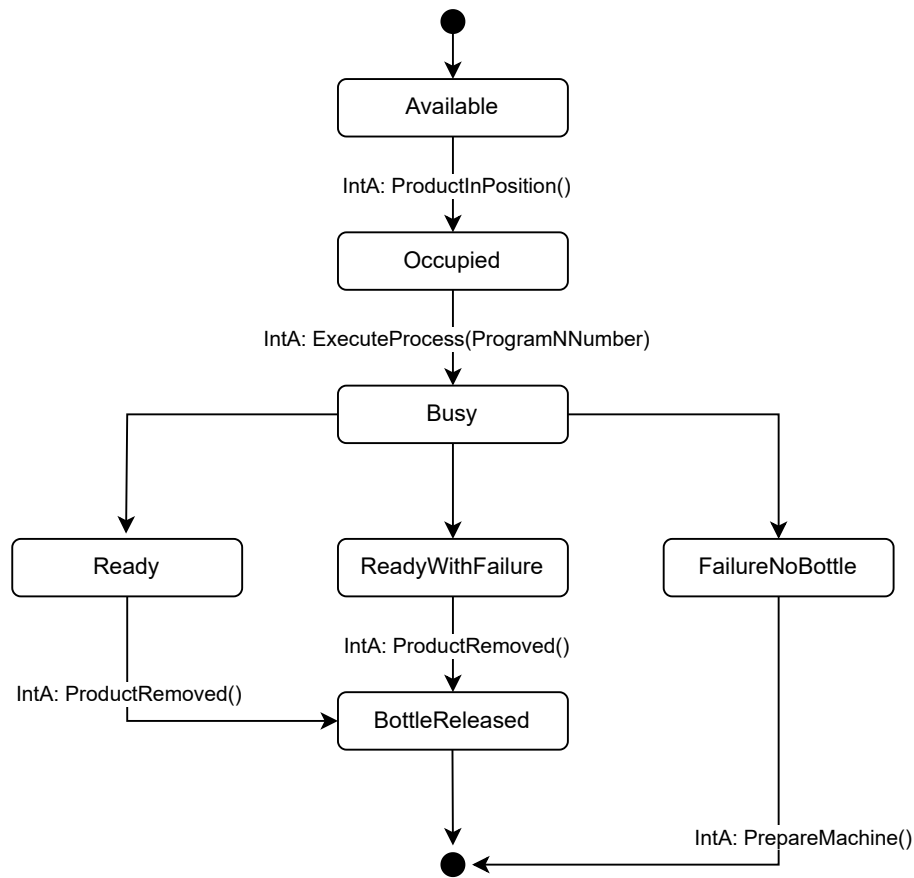 Available
IntA: ProductInPosition()
Occupied
IntA: ExecuteProcess(ProgramNNumber)
Busy
Ready
ReadyWithFailure
FailureNoBottle
IntA: ProductRemoved()
IntA: ProductRemoved()
BottleReleased
IntA: PrepareMachine()